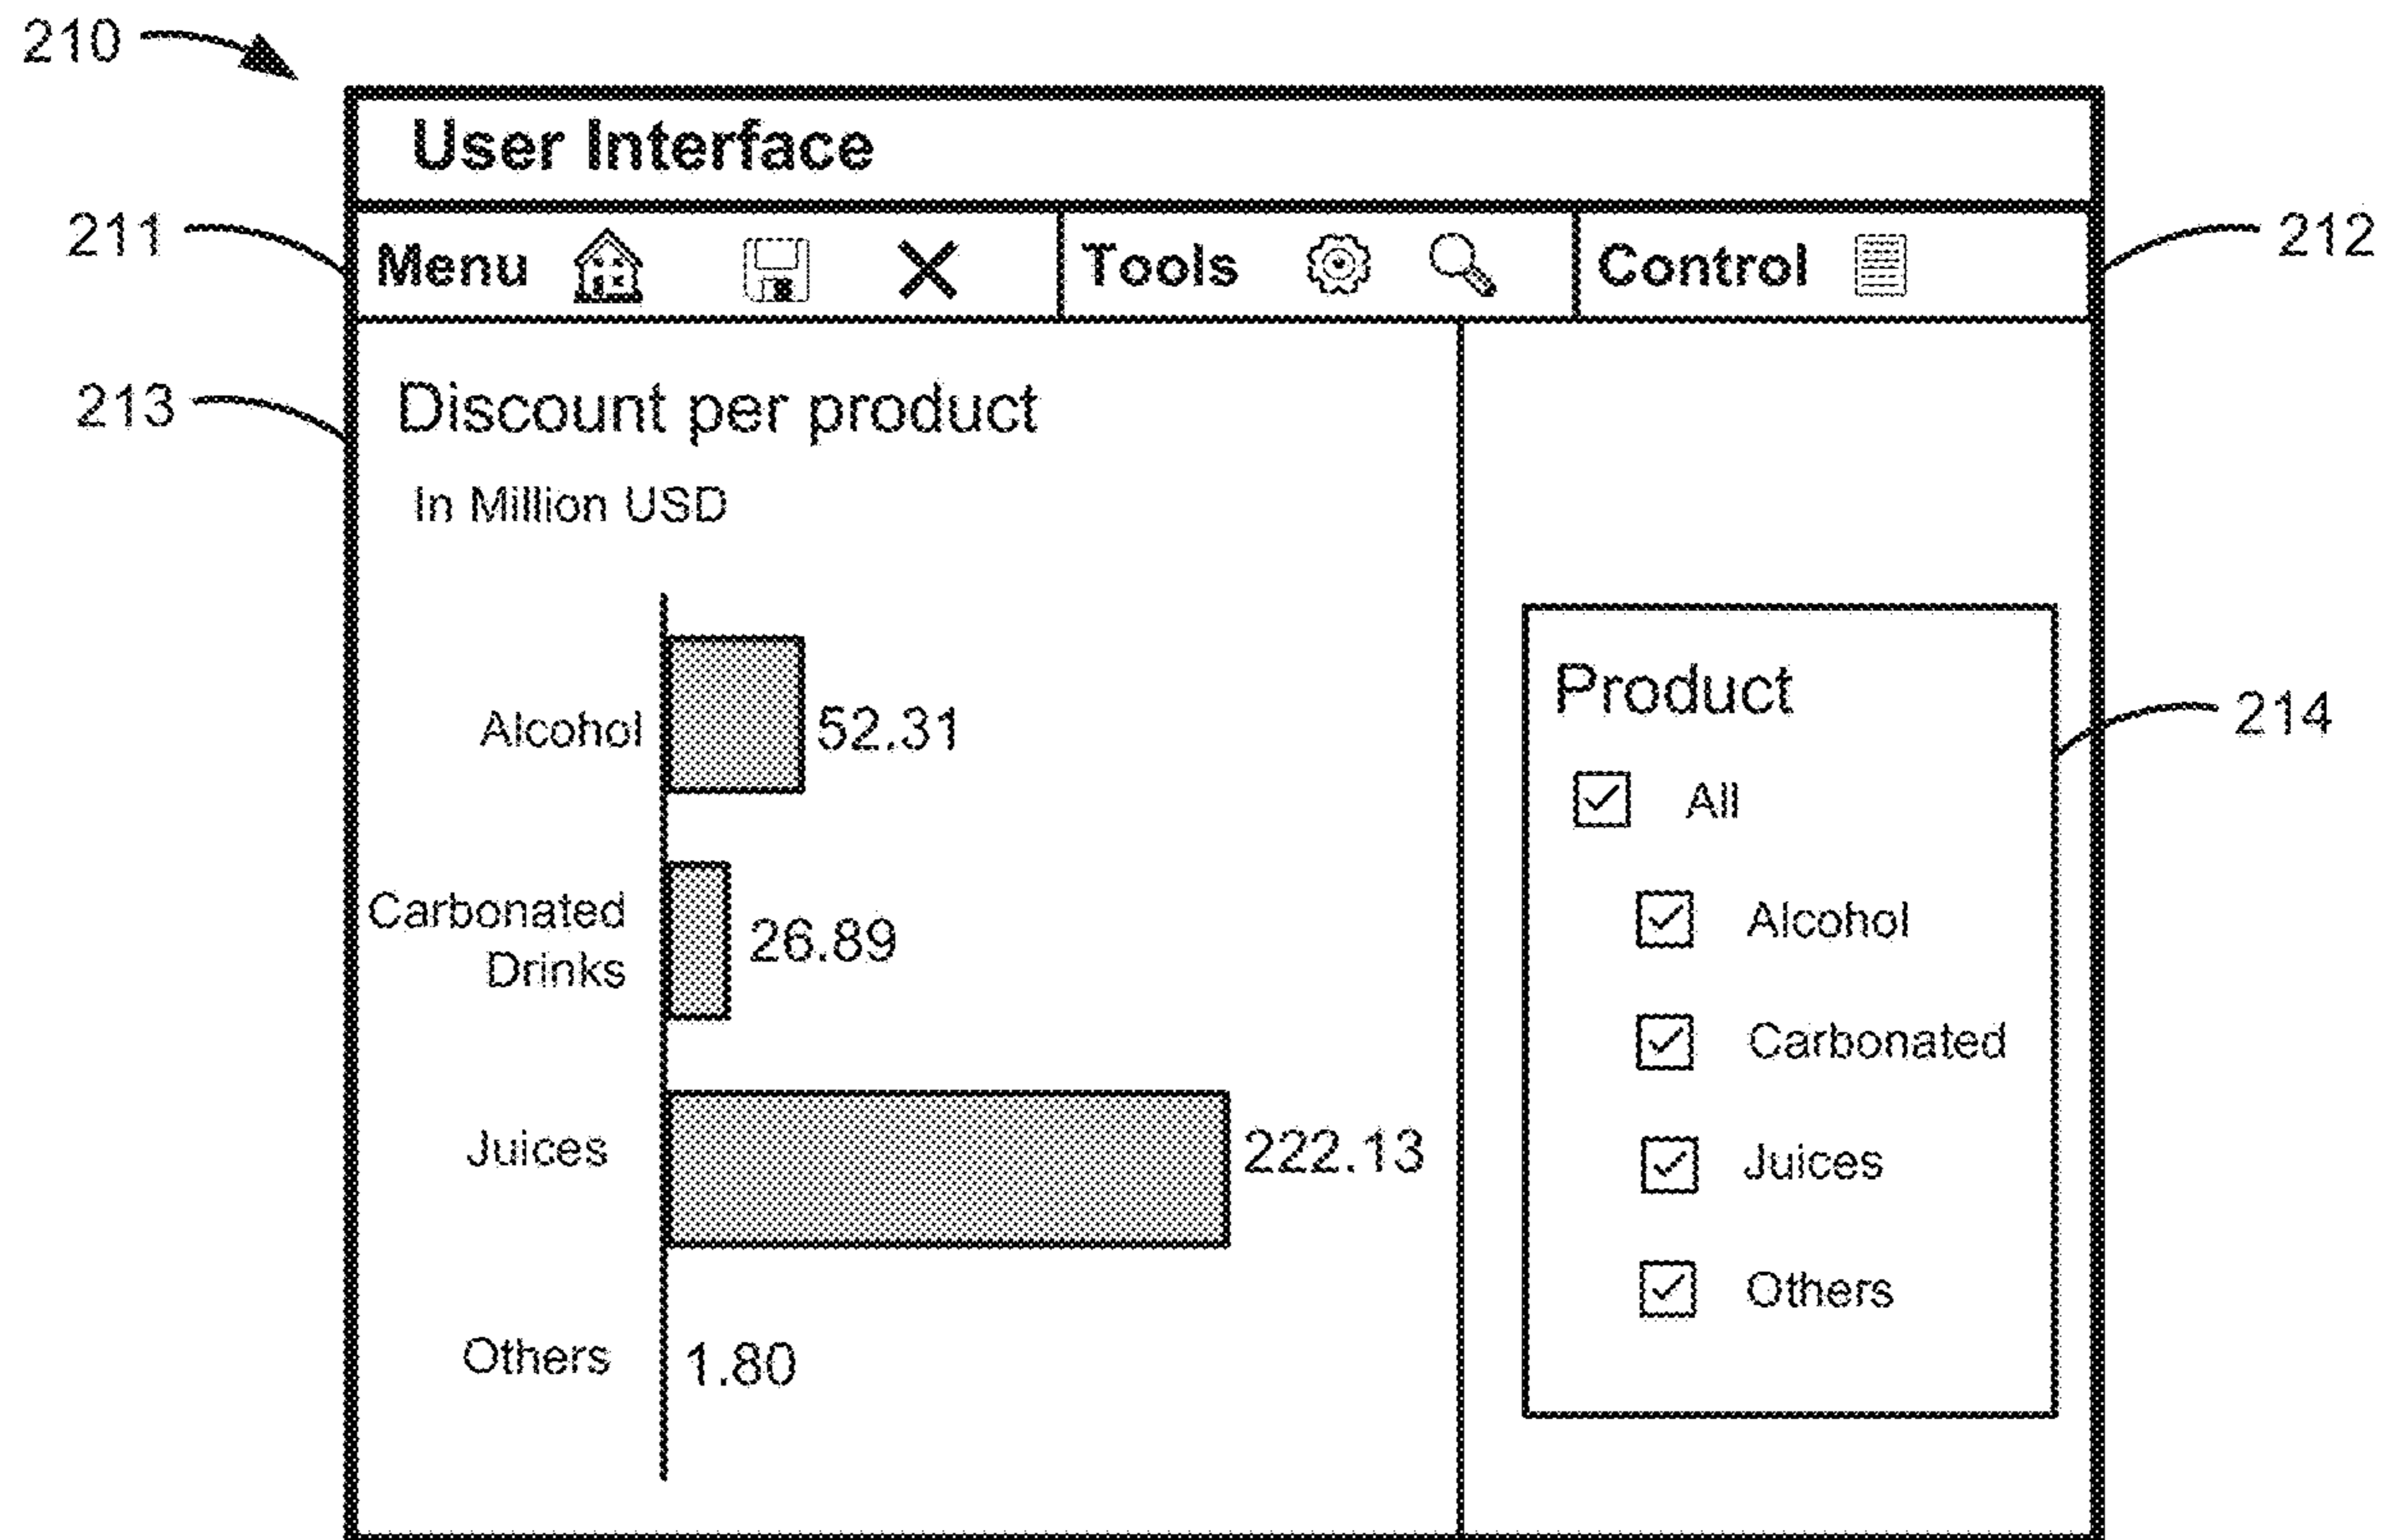 210
User Interface
211
Menu
Tools
Control
212
213
Discount per product
In Million USD
Alcohol
52.31
Carbonated
Drinks
26.89
Juices
222.13
Others
1.80
Product
214
All
Alcohol
Carbonated
Juices
Others